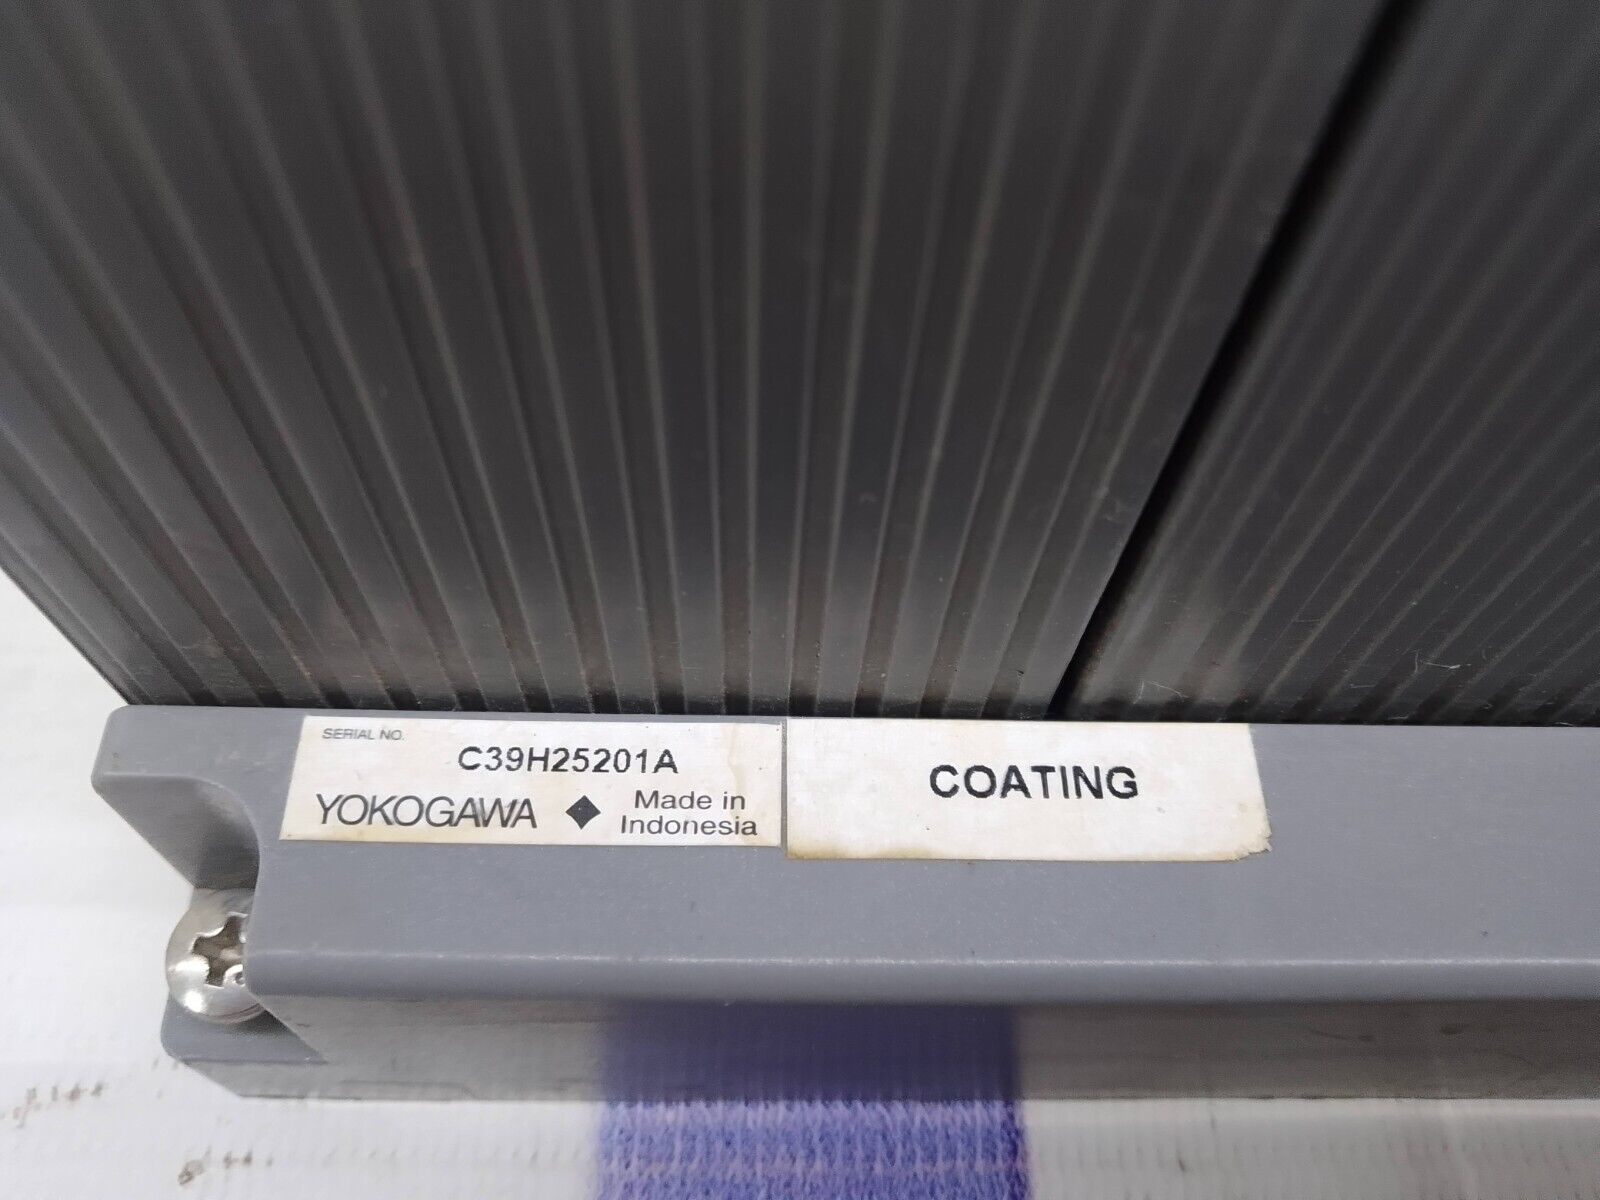 SERIAL NO.
C39H25201A
YOKOGAWA ◆ Made in
Indonesia
COATING